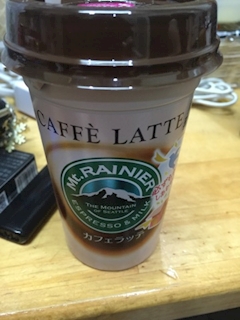 CAFFÈ LATTE
MT. RAINIER
THE MOUNTAIN
OF SEATTLE
ESPRESSO & MILK
カフェラッテ